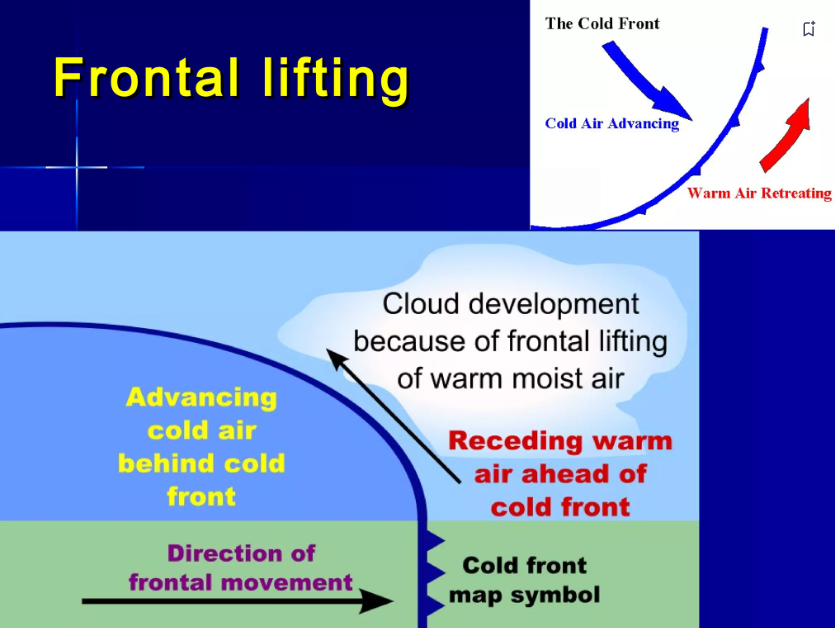 Frontal lifting
The Cold Front
Cold Air Advancing
Warm Air Retreating
Cloud development
because of frontal lifting
of warm moist air
Advancing
cold air
behind cold
front
Receding warm
air ahead of
cold front
Direction of
frontal movement
Cold front
map symbol